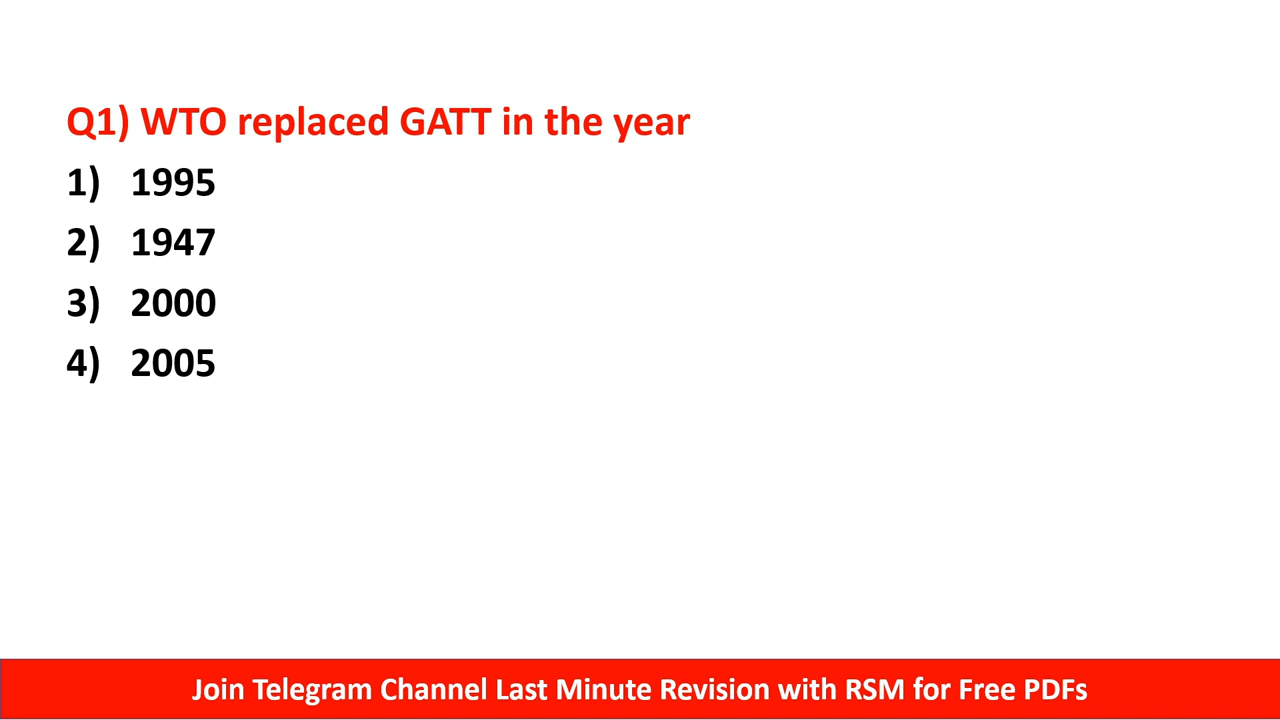 Q1) WTO replaced GATT in the year
1) 1995
2) 1947
3) 2000
4) 2005
Join Telegram Channel Last Minute Revision with RSM for Free PDFs